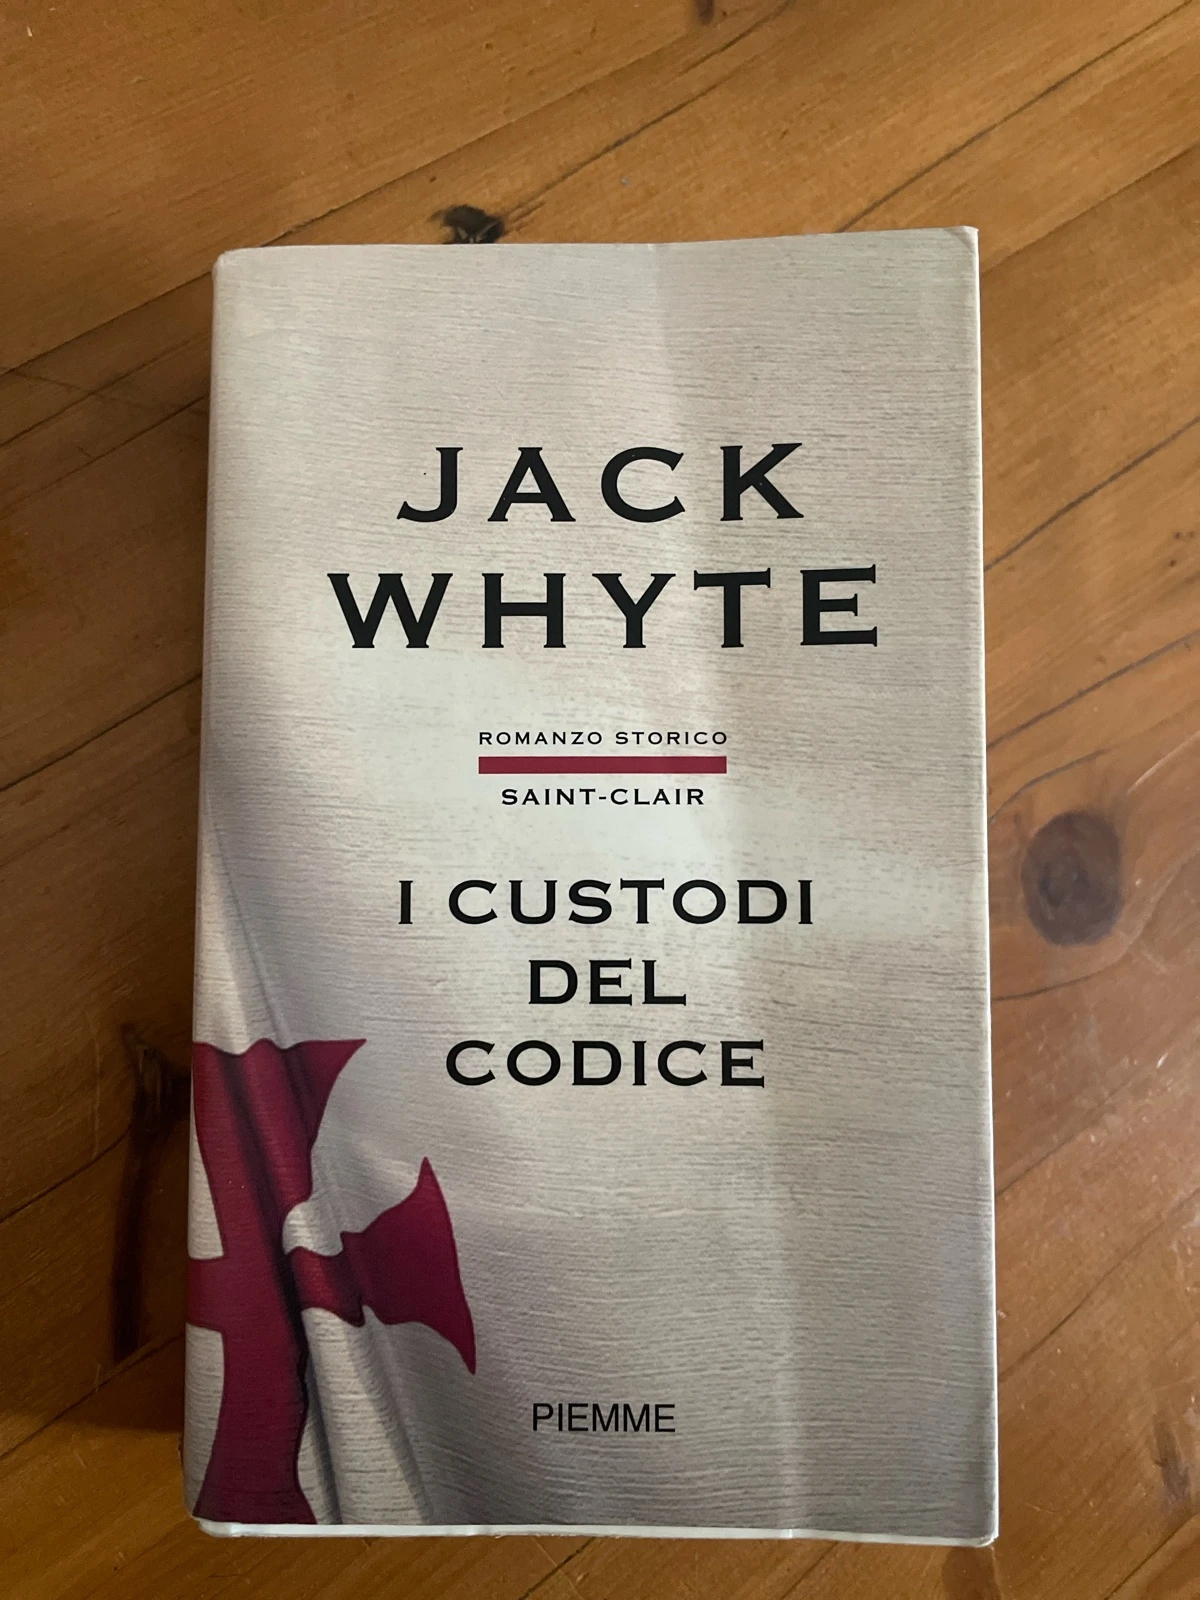 JACK
WHYTE
ROMANZO STORICO
SAINT-CLAIR
I CUSTODI
DEL
CODICE
PIEMME